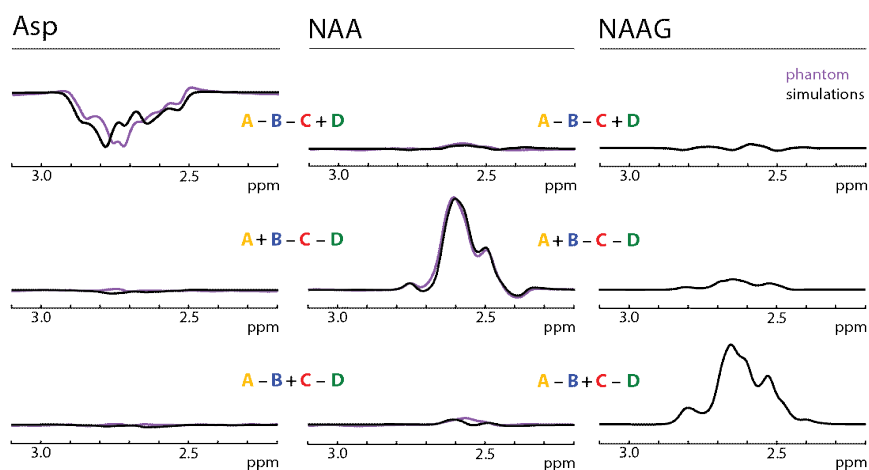 Asp NAA NAAG
phantom
simulations
A – B – C + D A – B – C + D
3.0 2.5 3.0 2.5 3.0 2.5
ppm ppm ppm
A + B – C – D A + B – C – D
3.0 2.5 3.0 2.5 3.0 2.5
ppm ppm ppm
A – B + C – D A – B + C – D
3.0 2.5 3.0 2.5 3.0 2.5
ppm ppm ppm